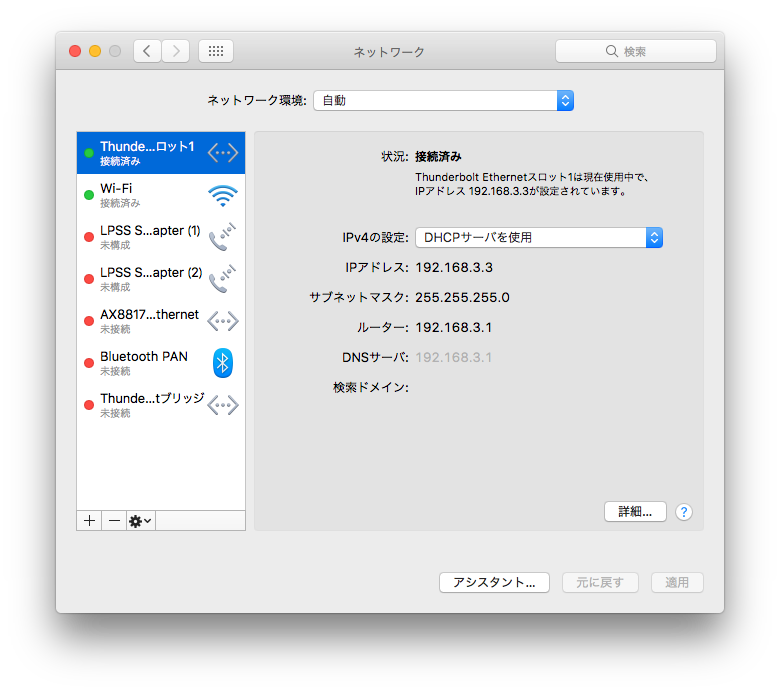 ネットワーク
検索
ネットワーク環境: 自動
Thunde...ロット1
接続済み
Wi-Fi
接続済み
LPSS S...apter (1)
未構成
LPSS S...apter (2)
未構成
AX8817...thernet
未接続
Bluetooth PAN
未接続
Thunde...tブリッジ
未接続
状況: 接続済み
Thunderbolt Ethernetスロット1は現在使用中で、
IPアドレス 192.168.3.3が設定されています。
IPv4の設定: DHCPサーバを使用
IPアドレス: 192.168.3.3
サブネットマスク: 255.255.255.0
ルーター: 192.168.3.1
DNSサーバ: 192.168.3.1
検索ドメイン:
詳細... ?
アシスタント... 元に戻す 適用